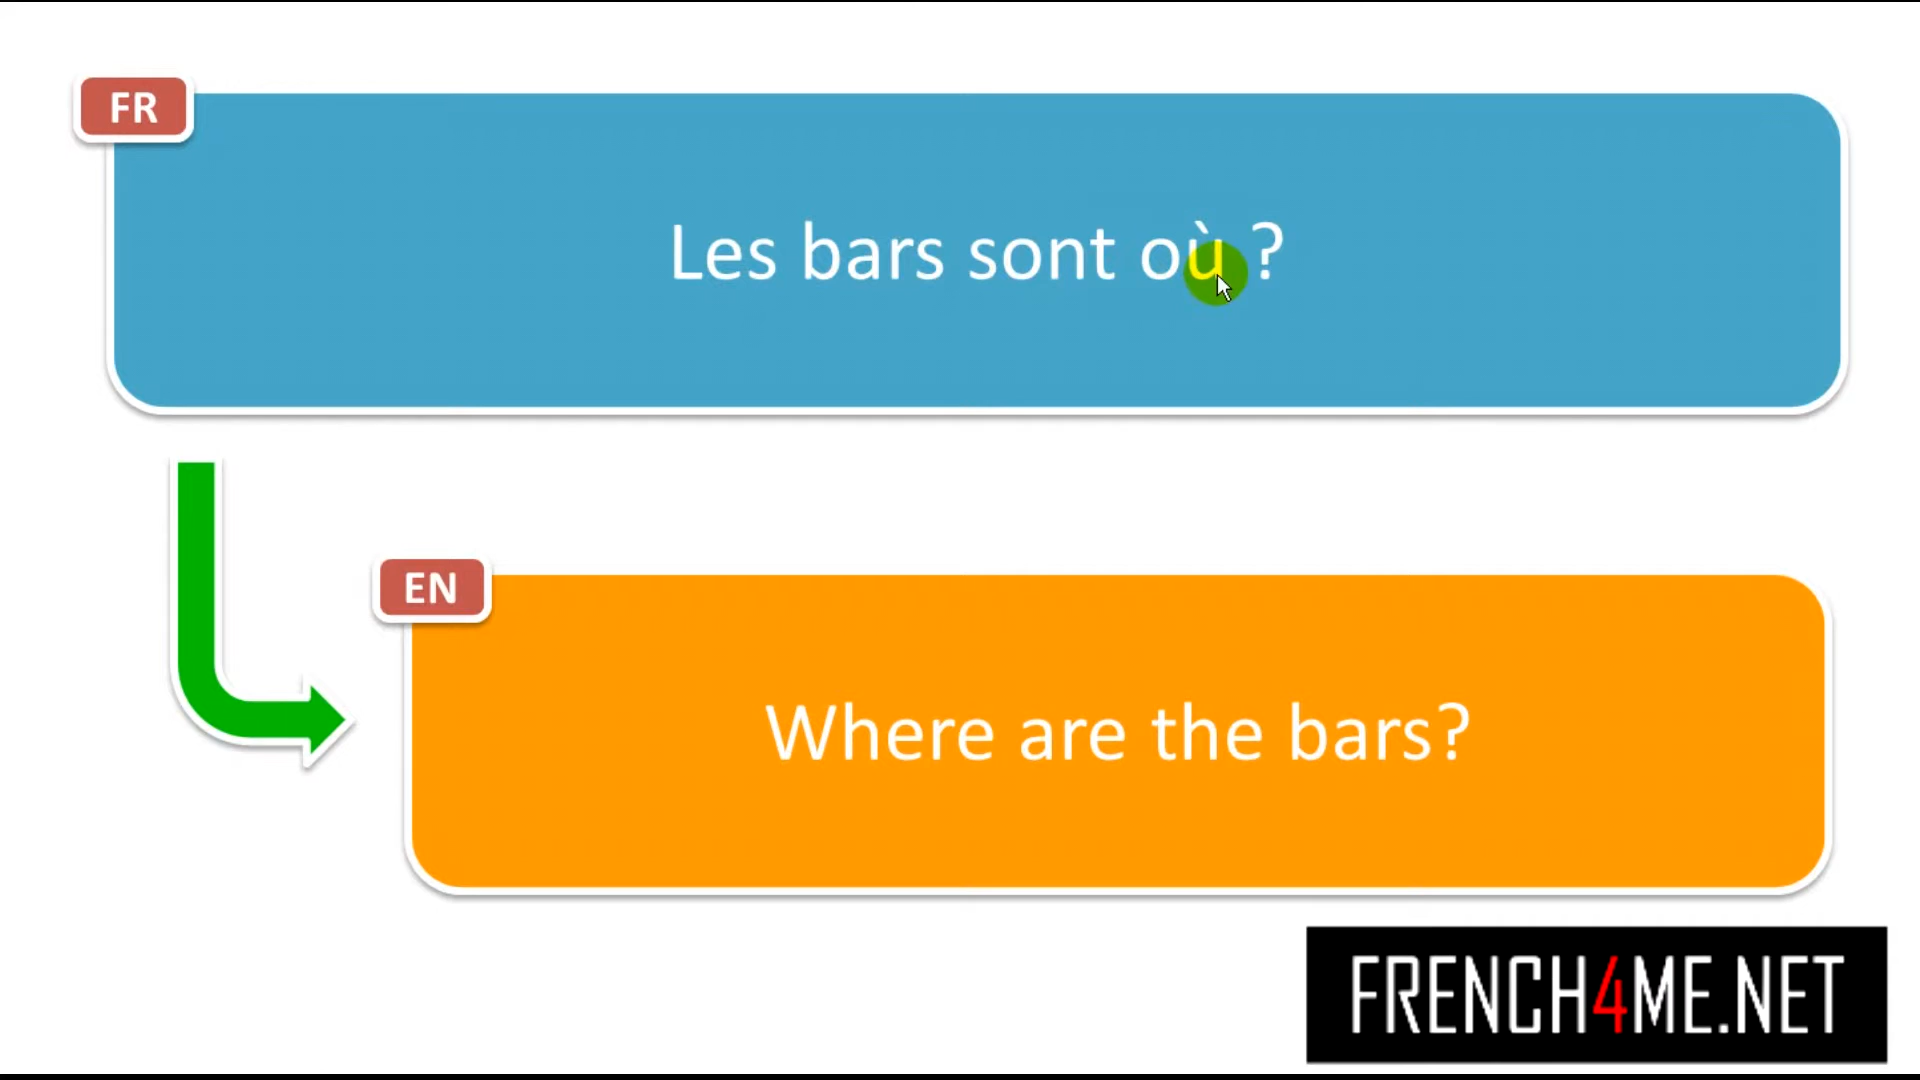 FR
Les bars sont où ?
EN
Where are the bars?
FRENCH4ME.NET